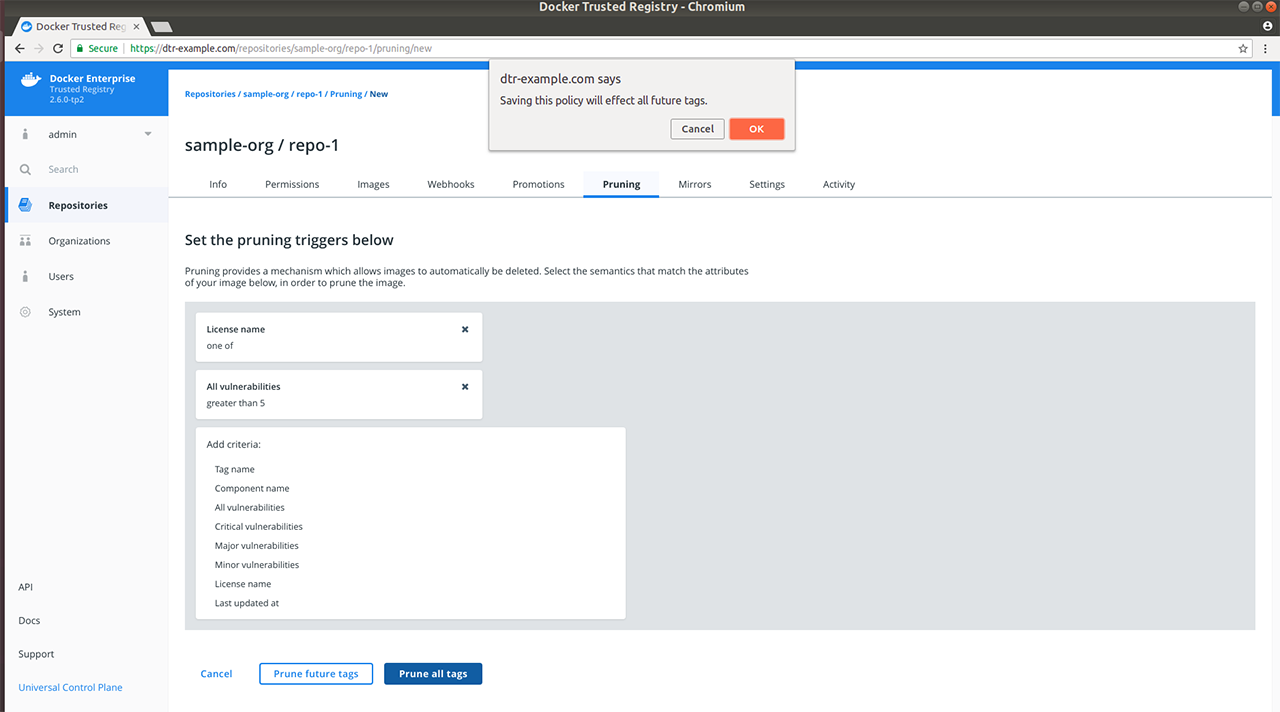 Docker Trusted Registry - Chromium
Docker Trusted Reg
Secure https://dtr-example.com/repositories/sample-org/repo-1/pruning/new
dtr-example.com says
Saving this policy will effect all future tags.
Cancel OK
Docker Enterprise
Trusted Registry
2.6.0-tp2
admin
Search
Repositories
Organizations
Users
System
API
Docs
Support
Universal Control Plane
Repositories / sample-org / repo-1 / Pruning / New
sample-org / repo-1
Info Permissions Images Webhooks Promotions Pruning Mirrors Settings Activity
Set the pruning triggers below
Pruning provides a mechanism which allows images to automatically be deleted. Select the semantics that match the attributes
of your image below, in order to prune the image.
License name
one of
All vulnerabilities
greater than 5
Add criteria:
Tag name
Component name
All vulnerabilities
Critical vulnerabilities
Major vulnerabilities
Minor vulnerabilities
License name
Last updated at
Cancel Prune future tags Prune all tags